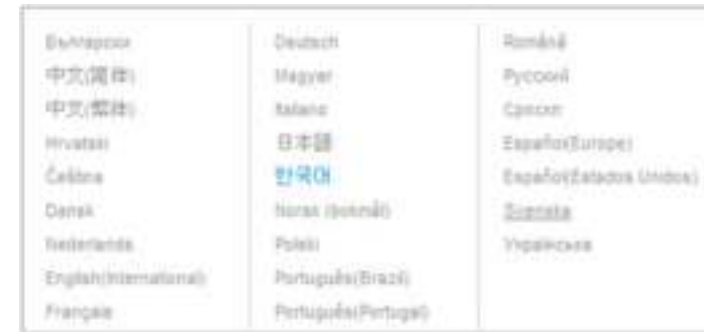 Български
中文(简体)
中文(繁体)
Hrvatski
Čeština
Dansk
Nederlands
English(International)
Français
Deutsch
Magyar
Italiano
日本語
한국어
Norsk (bokmål)
Polski
Português(Brazil)
Português(Portugal)
Română
Русский
Српски
Español(Europe)
Español(Estados Unidos)
Svenska
Українська